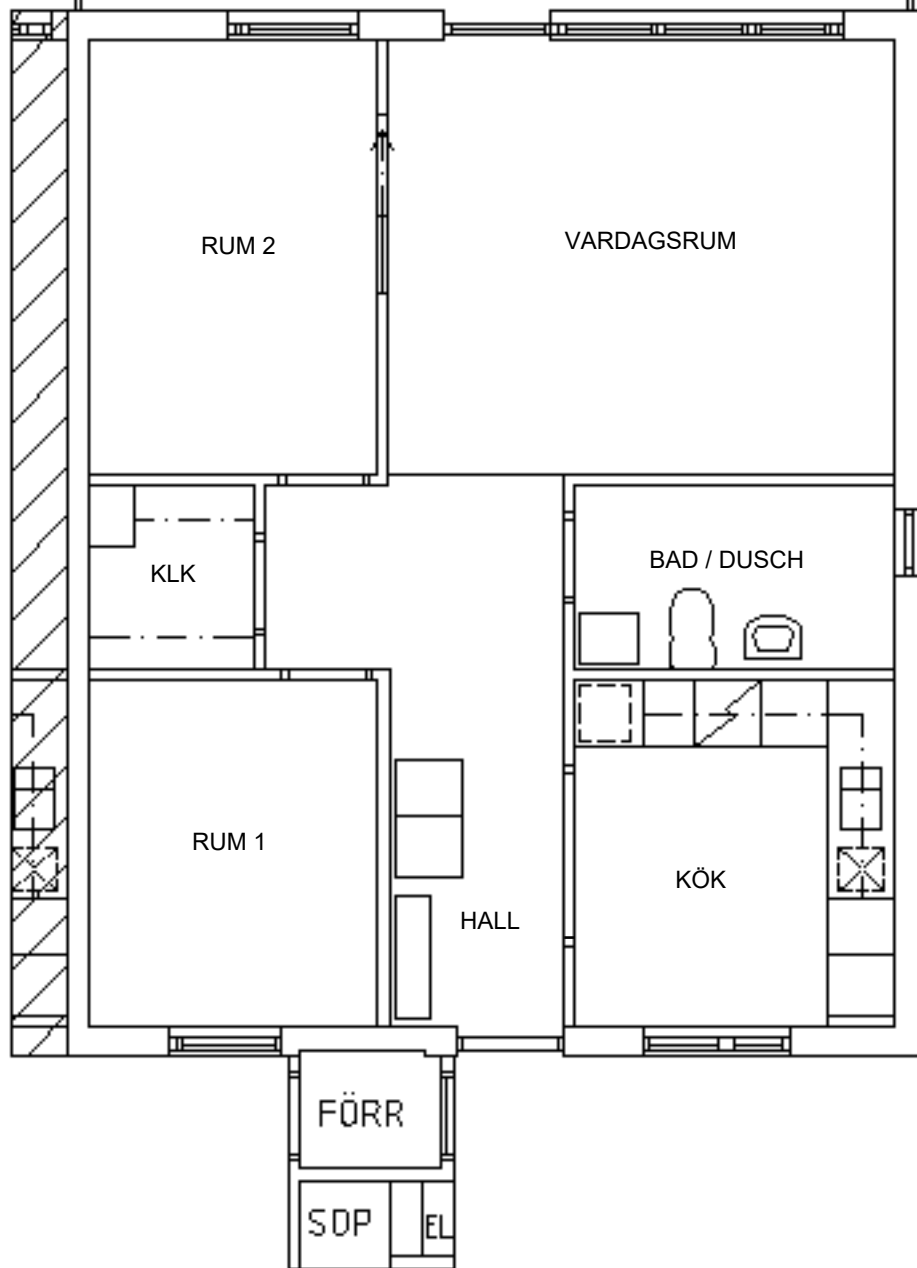 RUM 2
VARDAGSRUM
KLK
BAD / DUSCH
RUM 1
KÖK
HALL
FÖRR
SOP
EL